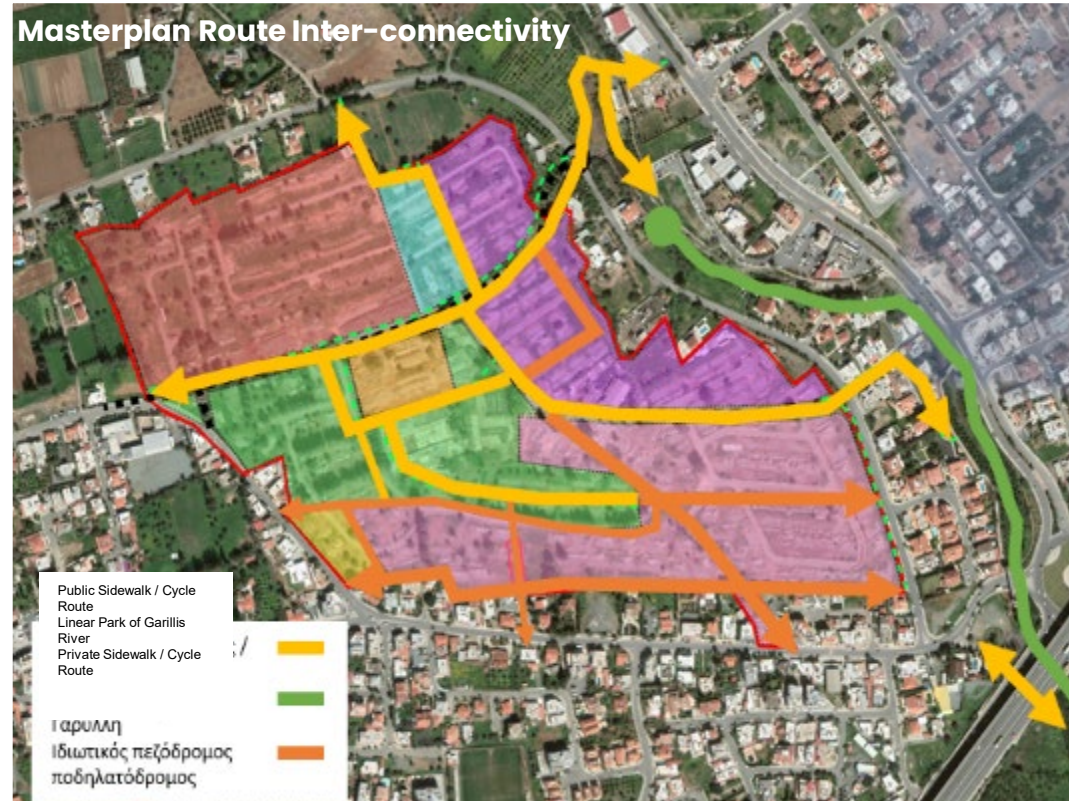 Masterplan Route Inter-connectivity
Public Sidewalk / Cycle
Route
Linear Park of Garillis
River
Private Sidewalk / Cycle
Route
/
Ιδιωτικός πεζόδρομος
ποδηλατόδρομος